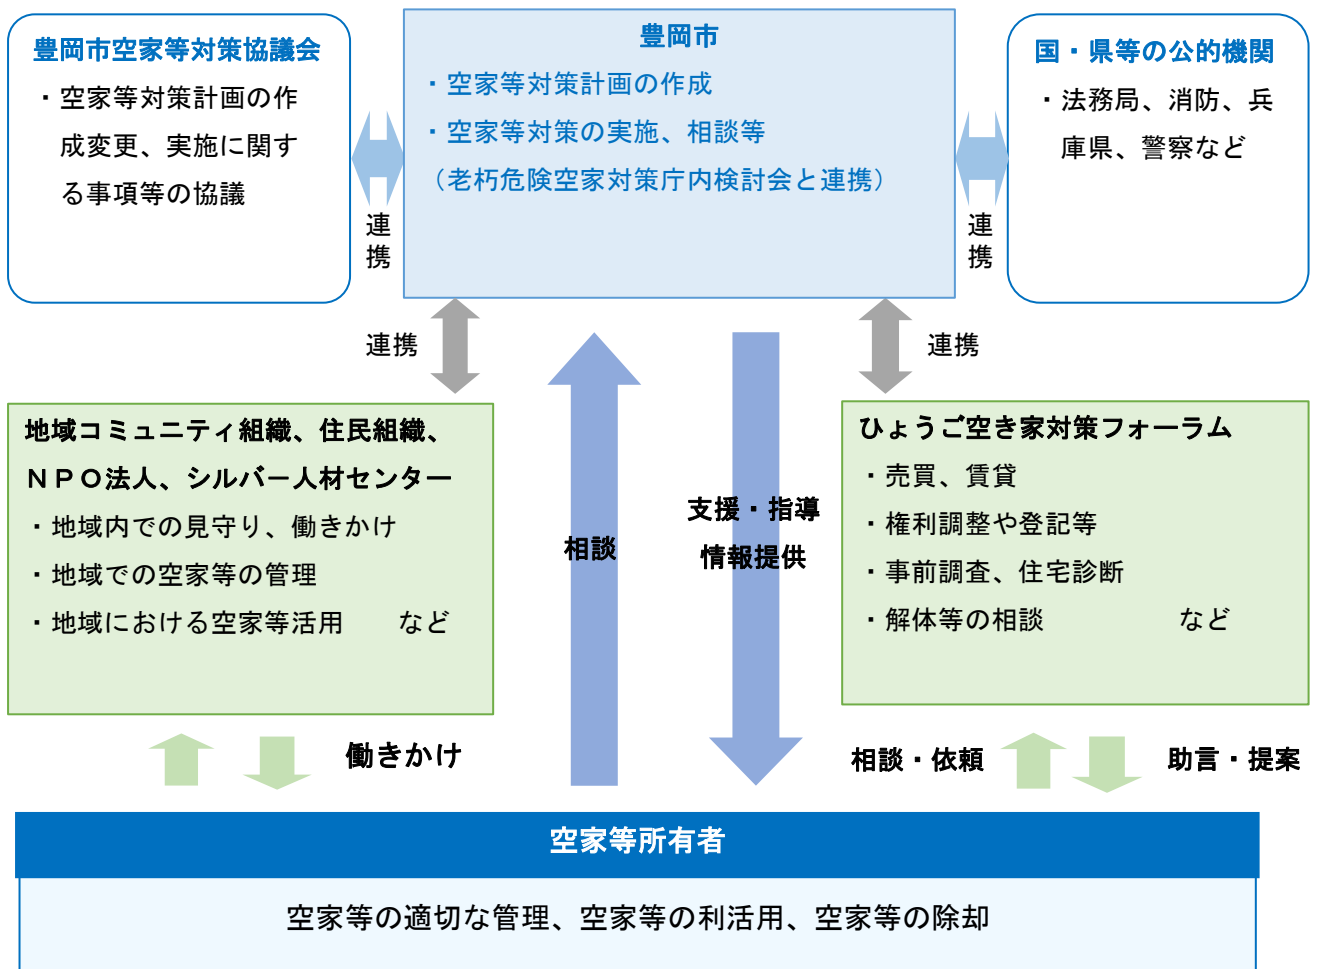 豊岡市空家等対策協議会
・空家等対策計画の作
成変更、実施に関す
る事項等の協議
連
携
豊岡市
・空家等対策計画の作成
・空家等対策の実施、相談等
（老朽危険空家対策庁内検討会と連携）
連
携
国・県等の公的機関
・法務局、消防、兵
庫県、警察など
連携
連携
地域コミュニティ組織、住民組織、
ＮＰＯ法人、シルバー人材センター
・地域内での見守り、働きかけ
・地域での空家等の管理
・地域における空家等活用　　など
相談
支援・指導
情報提供
ひょうご空き家対策フォーラム
・売買、賃貸
・権利調整や登記等
・事前調査、住宅診断
・解体等の相談　　　　　など
働きかけ
相談・依頼
助言・提案
空家等所有者
空家等の適切な管理、空家等の利活用、空家等の除却